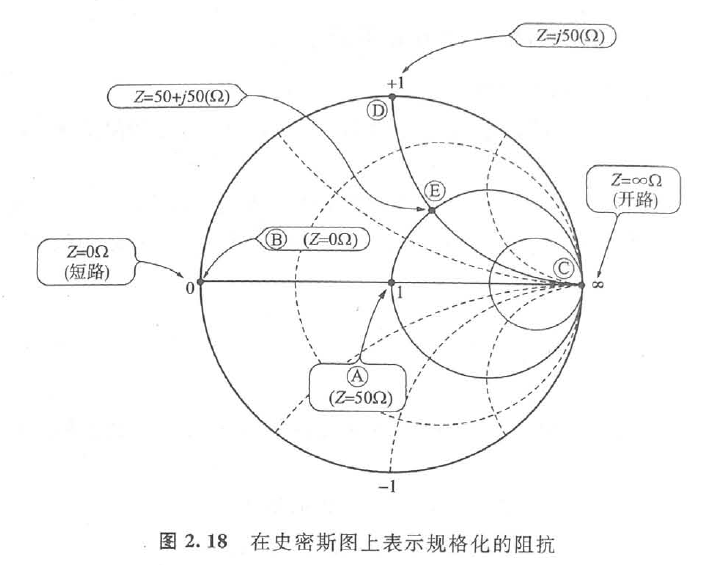 Z=j50(Ω)
+1
Z=50+j50(Ω)
Ⓓ
Ⓔ
Z=∞Ω
(开路)
Ⓑ (Z=0Ω)
Z=0Ω
(短路)
Ⓒ
0
1
∞
Ⓐ
(Z=50Ω)
−1
图 2.18 在史密斯图上表示规格化的阻抗